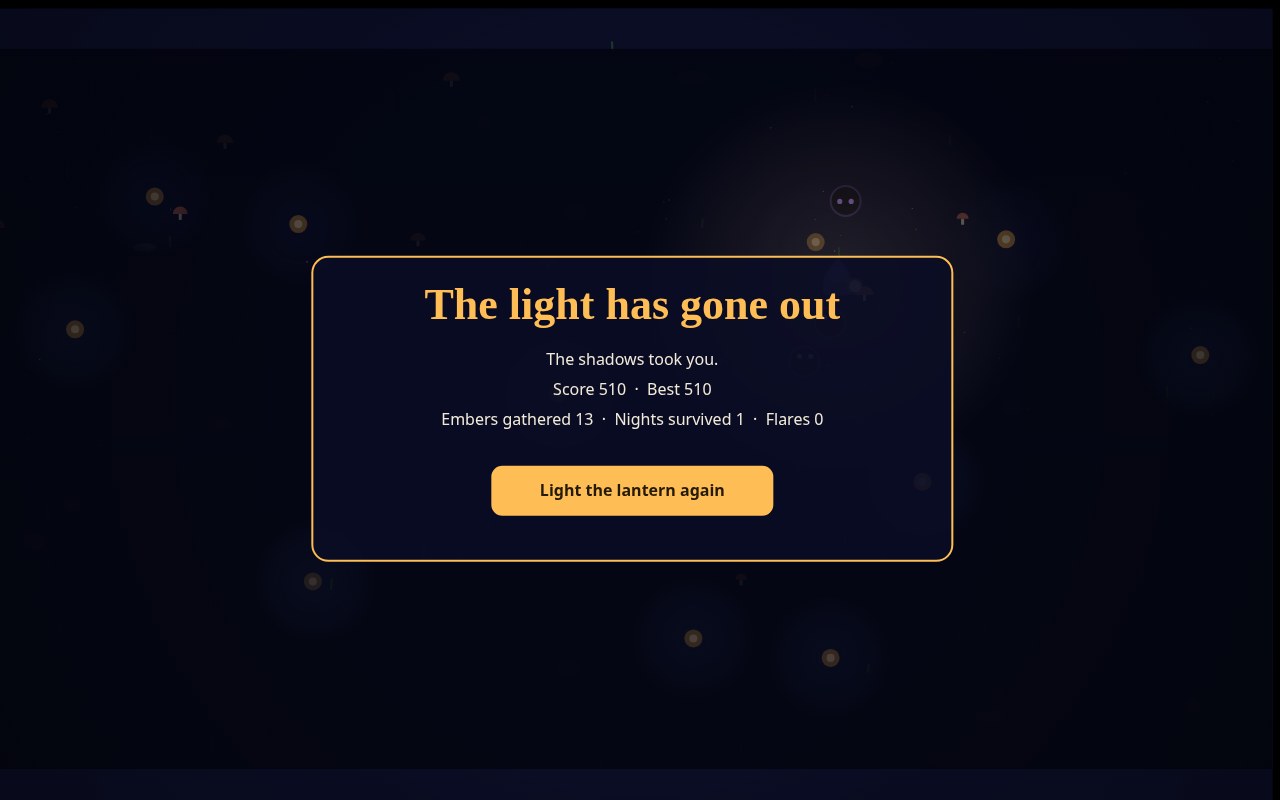 The light has gone out
The shadows took you.
Score 510 · Best 510
Embers gathered 13 · Nights survived 1 · Flares 0
Light the lantern again